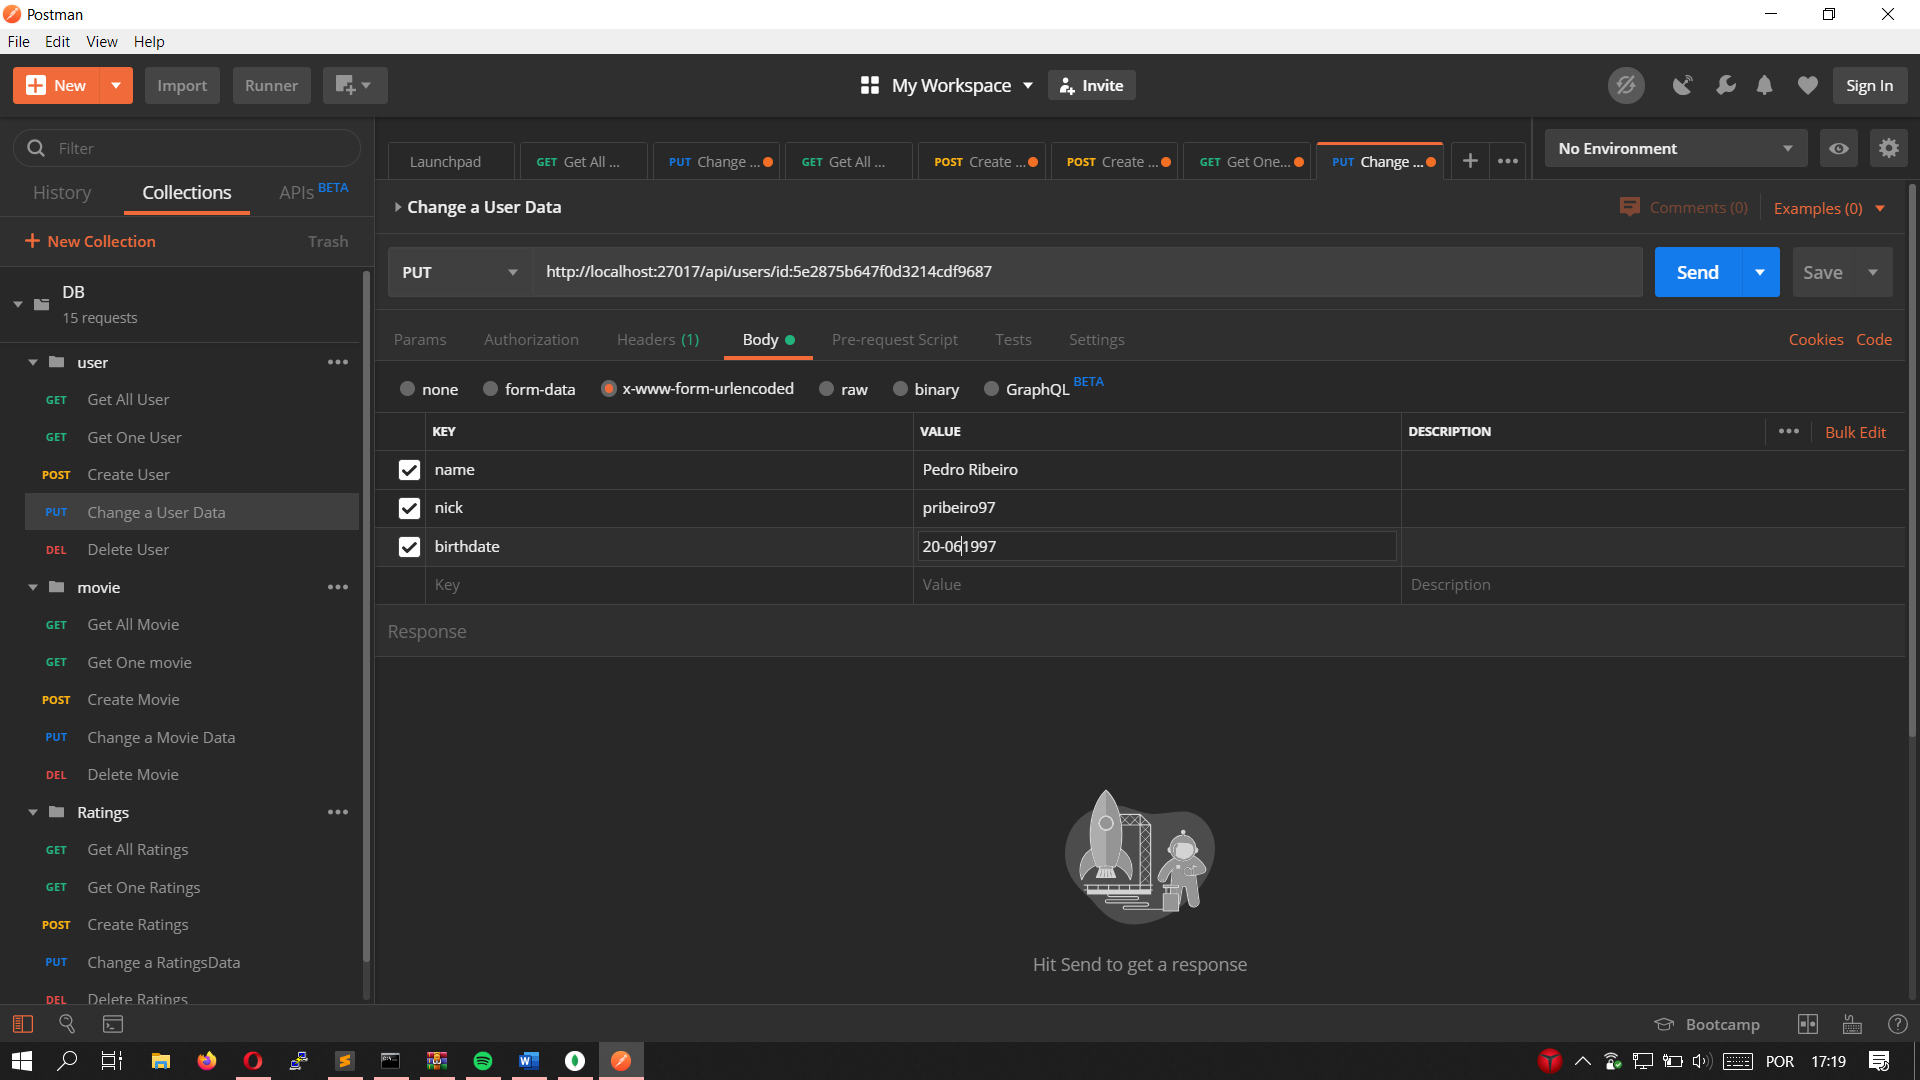 Postman
File Edit View Help
New Import Runner My Workspace Invite Sign In
Filter
History Collections APIs BETA
New Collection Trash
DB
15 requests
user
GET Get All User
GET Get One User
POST Create User
PUT Change a User Data
DEL Delete User
movie
GET Get All Movie
GET Get One movie
POST Create Movie
PUT Change a Movie Data
DEL Delete Movie
Ratings
GET Get All Ratings
GET Get One Ratings
POST Create Ratings
PUT Change a RatingsData
DEL Delete Ratings
Launchpad GET Get All ... PUT Change ... GET Get All ... POST Create ... POST Create ... GET Get One... PUT Change ... No Environment
Change a User Data Comments (0) Examples (0)
PUT http://localhost:27017/api/users/id:5e2875b647f0d3214cdf9687 Send Save
Params Authorization Headers (1) Body Pre-request Script Tests Settings Cookies Code
none form-data x-www-form-urlencoded raw binary GraphQL BETA
KEY VALUE DESCRIPTION Bulk Edit
name Pedro Ribeiro
nick pribeiro97
birthdate 20-061997
Key Value Description
Response
Hit Send to get a response
Bootcamp
POR 17:19